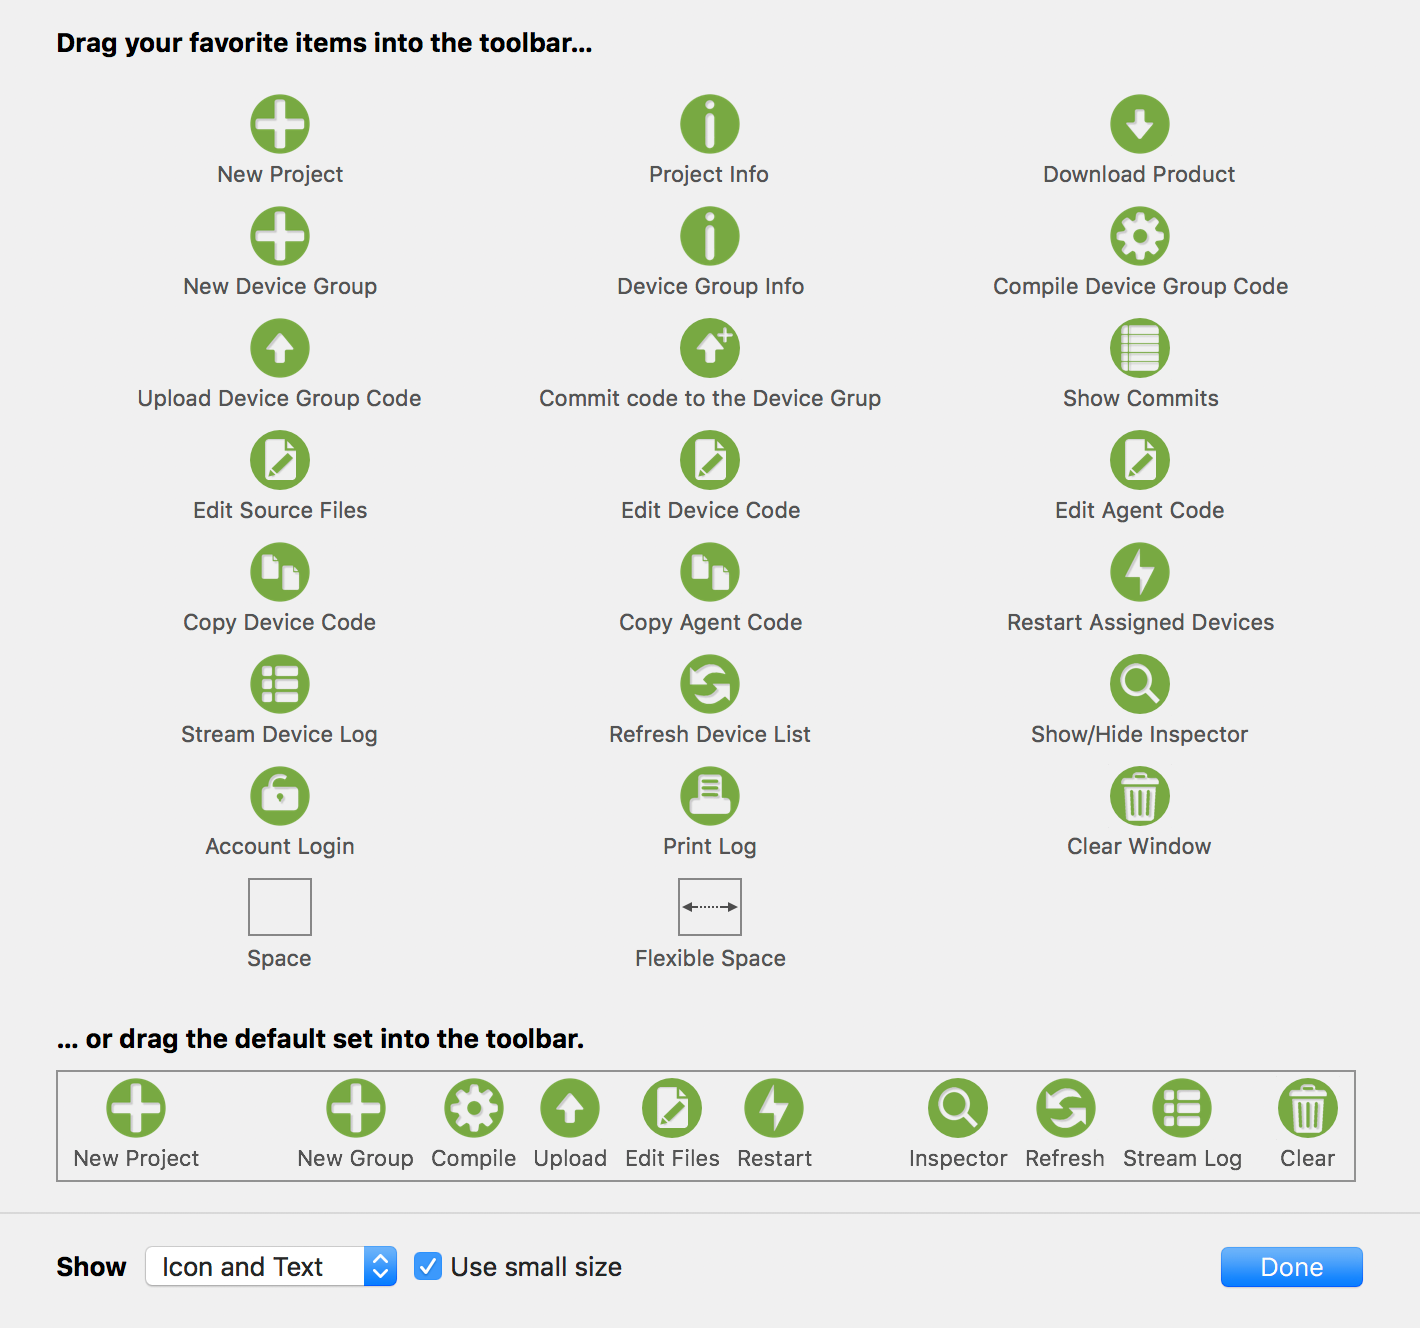 Drag your favorite items into the toolbar...
New Project
Project Info
Download Product
New Device Group
Device Group Info
Compile Device Group Code
Upload Device Group Code
Commit code to the Device Grup
Show Commits
Edit Source Files
Edit Device Code
Edit Agent Code
Copy Device Code
Copy Agent Code
Restart Assigned Devices
Stream Device Log
Refresh Device List
Show/Hide Inspector
Account Login
Print Log
Clear Window
Space
Flexible Space
... or drag the default set into the toolbar.
New Project
New Group
Compile
Upload
Edit Files
Restart
Inspector
Refresh
Stream Log
Clear
Show
Icon and Text
Use small size
Done